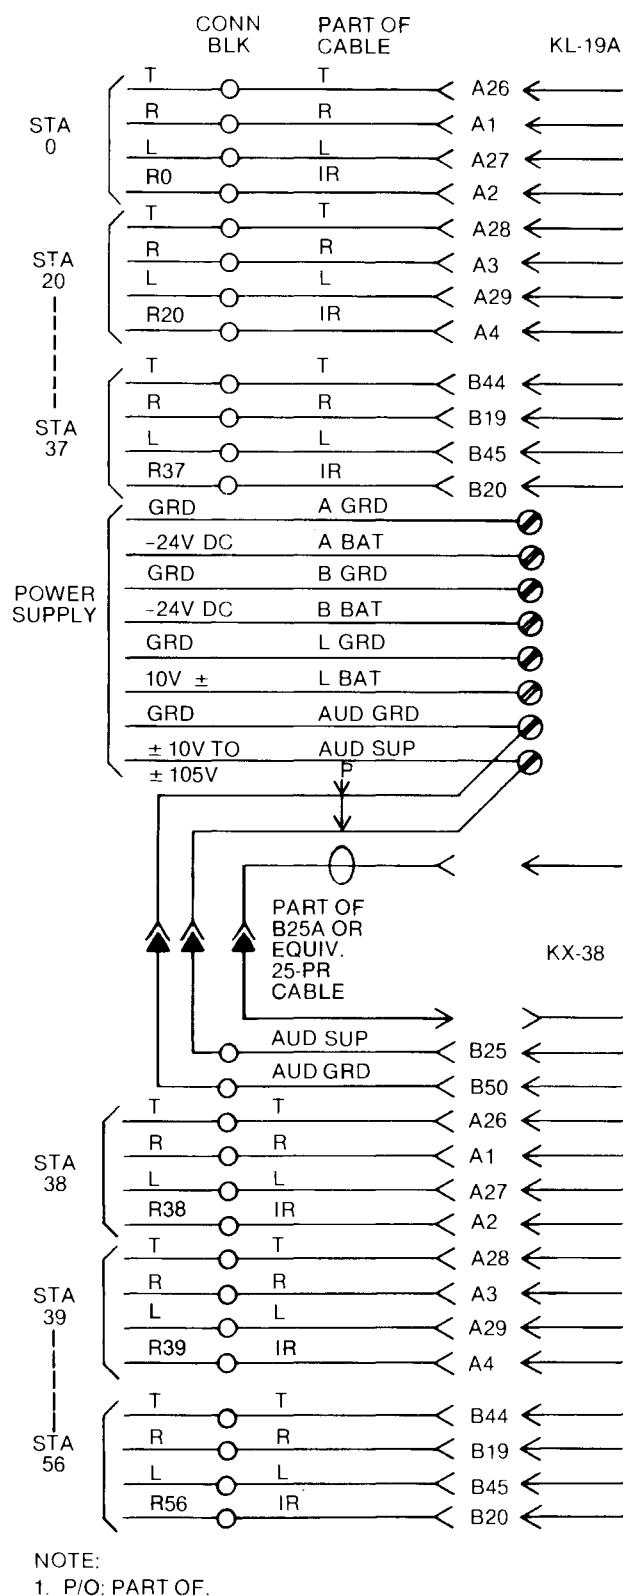 CONN BLK PART OF CABLE KL-19A
STA 0
T T A26
R R A1
L L A27
R0 IR A2
STA 20
T T A28
R R A3
L L A29
R20 IR A4
STA 37
T T B44
R R B19
L L B45
R37 IR B20
POWER SUPPLY
GRD A GRD
-24V DC A BAT
GRD B GRD
-24V DC B BAT
GRD L GRD
10V ± L BAT
GRD AUD GRD
± 10V TO ± 105V AUD SUP
P
PART OF
B25A OR
EQUIV.
25-PR
CABLE
KX-38
AUD SUP B25
AUD GRD B50
STA 38
T T A26
R R A1
L L A27
R38 IR A2
STA 39
T T A28
R R A3
L L A29
R39 IR A4
STA 56
T T B44
R R B19
L L B45
R56 IR B20
NOTE:
1. P/O: PART OF.